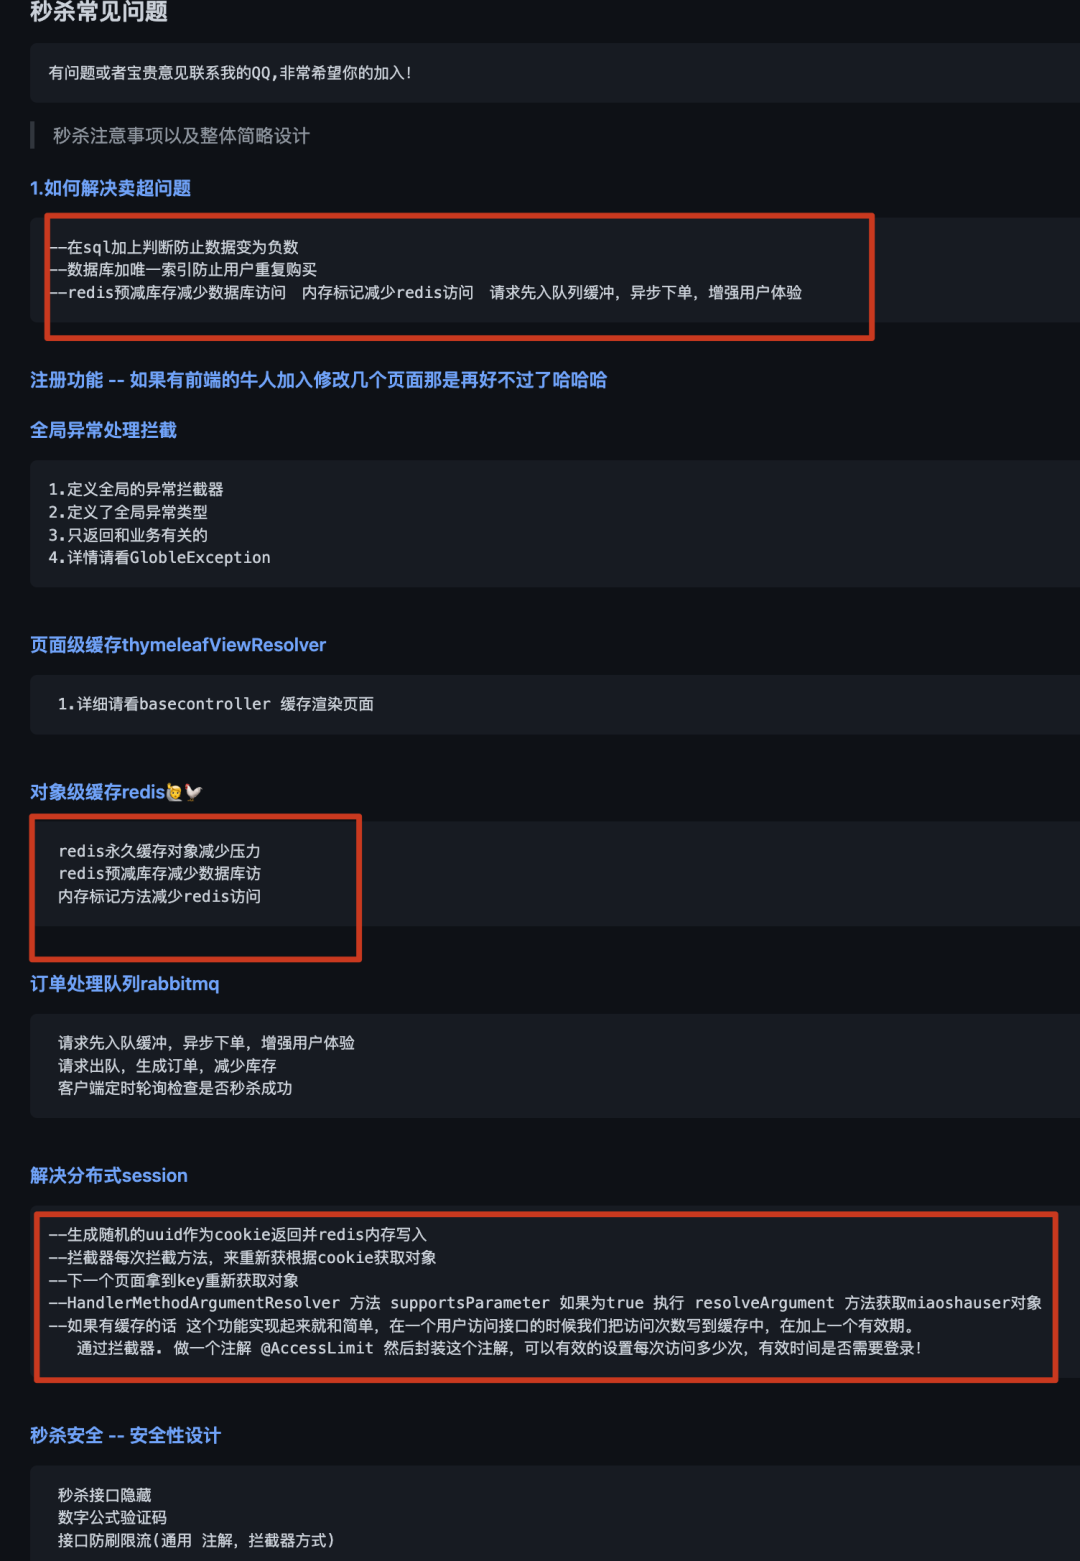 秒杀常见问题
有问题或者宝贵意见联系我的QQ,非常希望你的加入!
秒杀注意事项以及整体简略设计
1.如何解决卖超问题
--在sql加上判断防止数据变为负数
--数据库加唯一索引防止用户重复购买
--redis预减库存减少数据库访问 内存标记减少redis访问 请求先入队列缓冲，异步下单，增强用户体验
注册功能 -- 如果有前端的牛人加入修改几个页面那是再好不过了哈哈哈
全局异常处理拦截
1.定义全局的异常拦截器
2.定义了全局异常类型
3.只返回和业务有关的
4.详情请看GlobleException
页面级缓存thymeleafViewResolver
1.详细请看basecontroller 缓存渲染页面
对象级缓存redis🙋🐓
redis永久缓存对象减少压力
redis预减库存减少数据库访
内存标记方法减少redis访问
订单处理队列rabbitmq
请求先入队缓冲，异步下单，增强用户体验
请求出队，生成订单，减少库存
客户端定时轮询检查是否秒杀成功
解决分布式session
--生成随机的uuid作为cookie返回并redis内存写入
--拦截器每次拦截方法，来重新获根据cookie获取对象
--下一个页面拿到key重新获取对象
--HandlerMethodArgumentResolver 方法 supportsParameter 如果为true 执行 resolveArgument 方法获取miaoshauser对象
--如果有缓存的话 这个功能实现起来就和简单，在一个用户访问接口的时候我们把访问次数写到缓存中，在加上一个有效期。
通过拦截器. 做一个注解 @AccessLimit 然后封装这个注解，可以有效的设置每次访问多少次，有效时间是否需要登录!
秒杀安全 -- 安全性设计
秒杀接口隐藏
数字公式验证码
接口防刷限流(通用 注解，拦截器方式)